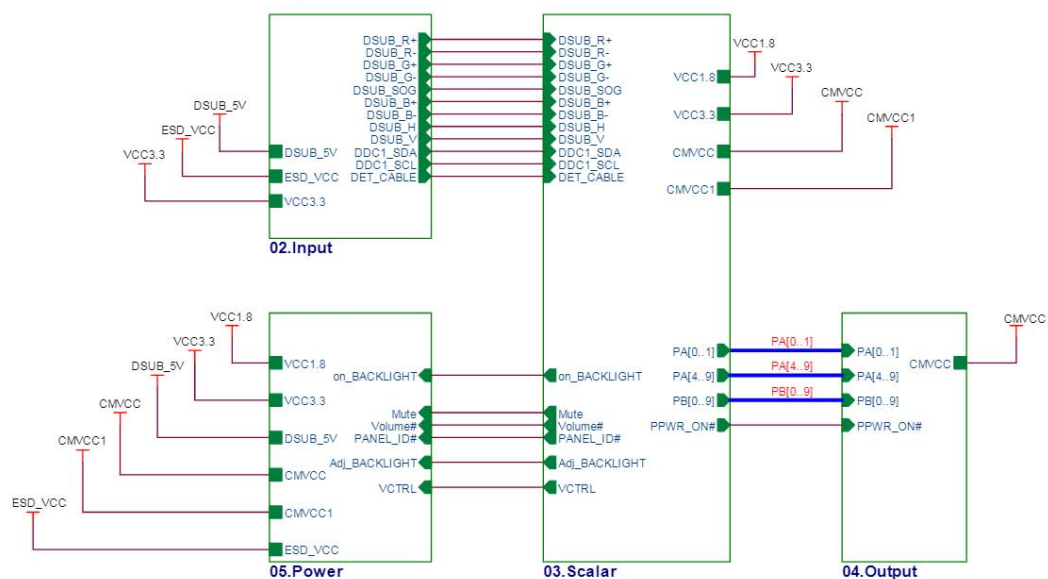 DSUB_5V
ESD_VCC
VCC3.3
DSUB_5V
ESD_VCC
VCC3.3
DSUB_R+
DSUB_R-
DSUB_G+
DSUB_G-
DSUB_SOG
DSUB_B+
DSUB_B-
DSUB_H
DSUB_V
DDC1_SDA
DDC1_SCL
DET_CABLE
02.Input
DSUB_R+
DSUB_R-
DSUB_G+
DSUB_G-
DSUB_SOG
DSUB_B+
DSUB_B-
DSUB_H
DSUB_V
DDC1_SDA
DDC1_SCL
DET_CABLE
VCC1.8
VCC3.3
CMVCC
CMVCC1
VCC1.8
VCC3.3
CMVCC
CMVCC1
VCC1.8
VCC3.3
DSUB_5V
CMVCC
CMVCC1
ESD_VCC
VCC1.8
VCC3.3
DSUB_5V
CMVCC
CMVCC1
ESD_VCC
on_BACKLIGHT
Mute
Volume#
PANEL_ID#
Adj_BACKLIGHT
VCTRL
05.Power
on_BACKLIGHT
Mute
Volume#
PANEL_ID#
Adj_BACKLIGHT
VCTRL
PA[0..1]
PA[4..9]
PB[0..9]
PPWR_ON#
03.Scalar
PA[0..1]
PA[4..9]
PB[0..9]
PA[0..1]
PA[4..9]
PB[0..9]
PPWR_ON#
CMVCC
CMVCC
04.Output